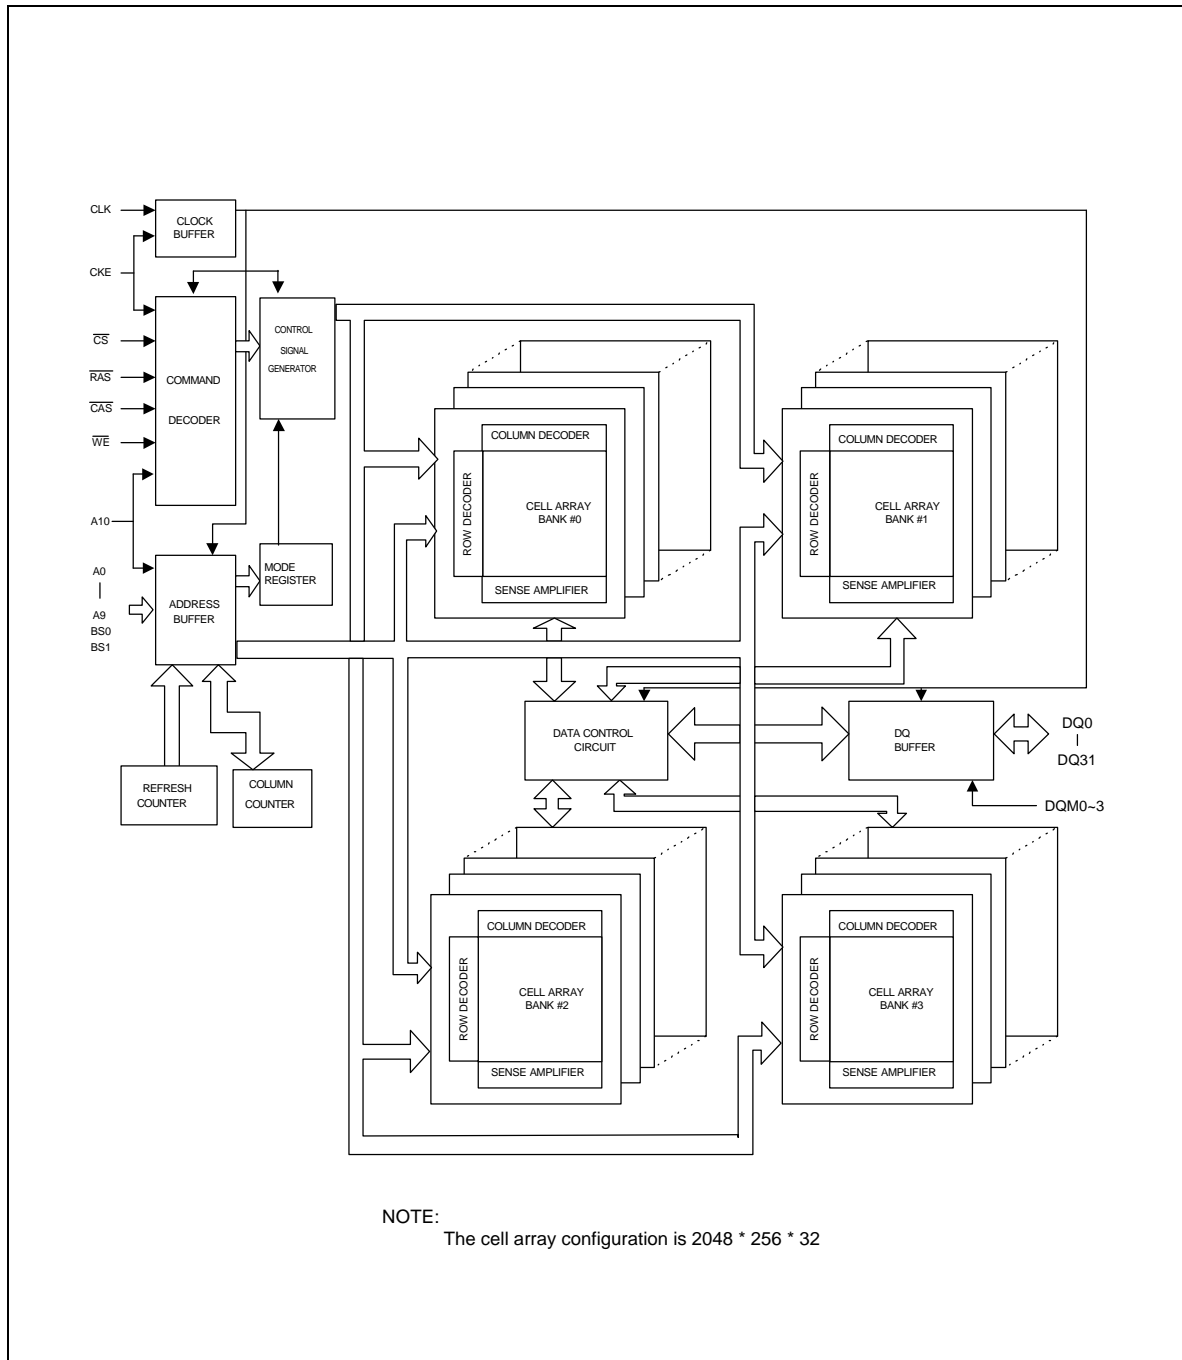 CLK
CLOCK
BUFFER
CKE
CS
RAS
CAS
WE
COMMAND
DECODER
CONTROL
SIGNAL
GENERATOR
A10
A0
A9
BS0
BS1
ADDRESS
BUFFER
MODE
REGISTER
REFRESH
COUNTER
COLUMN
COUNTER
COLUMN DECODER
ROW DECODER
CELL ARRAY
BANK #0
SENSE AMPLIFIER
COLUMN DECODER
ROW DECODER
CELL ARRAY
BANK #1
SENSE AMPLIFIER
DATA CONTROL
CIRCUIT
DQ
BUFFER
DQ0
DQ31
DQM0~3
COLUMN DECODER
ROW DECODER
CELL ARRAY
BANK #2
SENSE AMPLIFIER
COLUMN DECODER
ROW DECODER
CELL ARRAY
BANK #3
SENSE AMPLIFIER
NOTE:
The cell array configuration is 2048 * 256 * 32